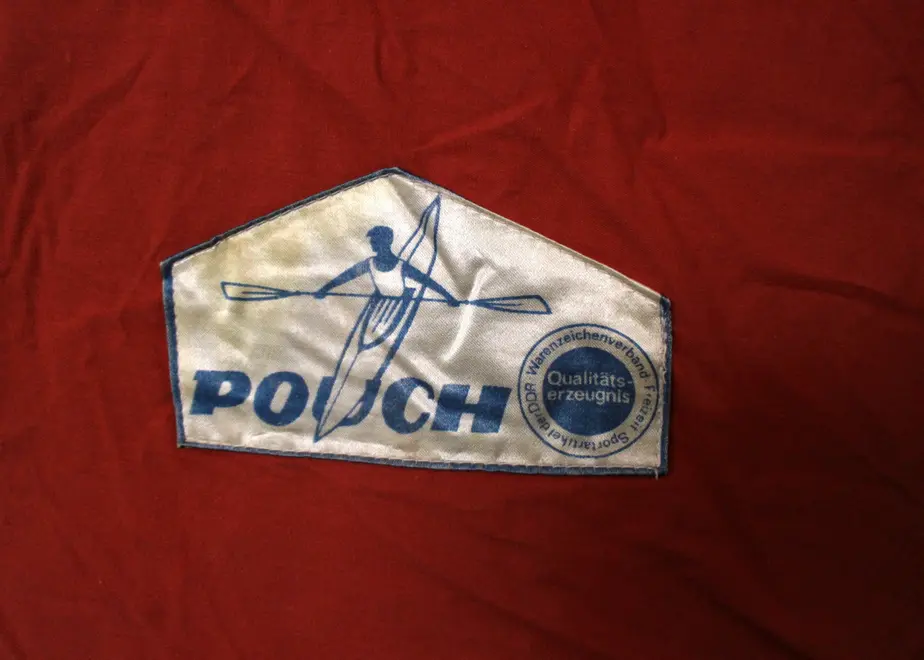 POUCH
Warenzeichenverband Freizeit Sportartikel der DDR
Qualitäts-
erzeugnis